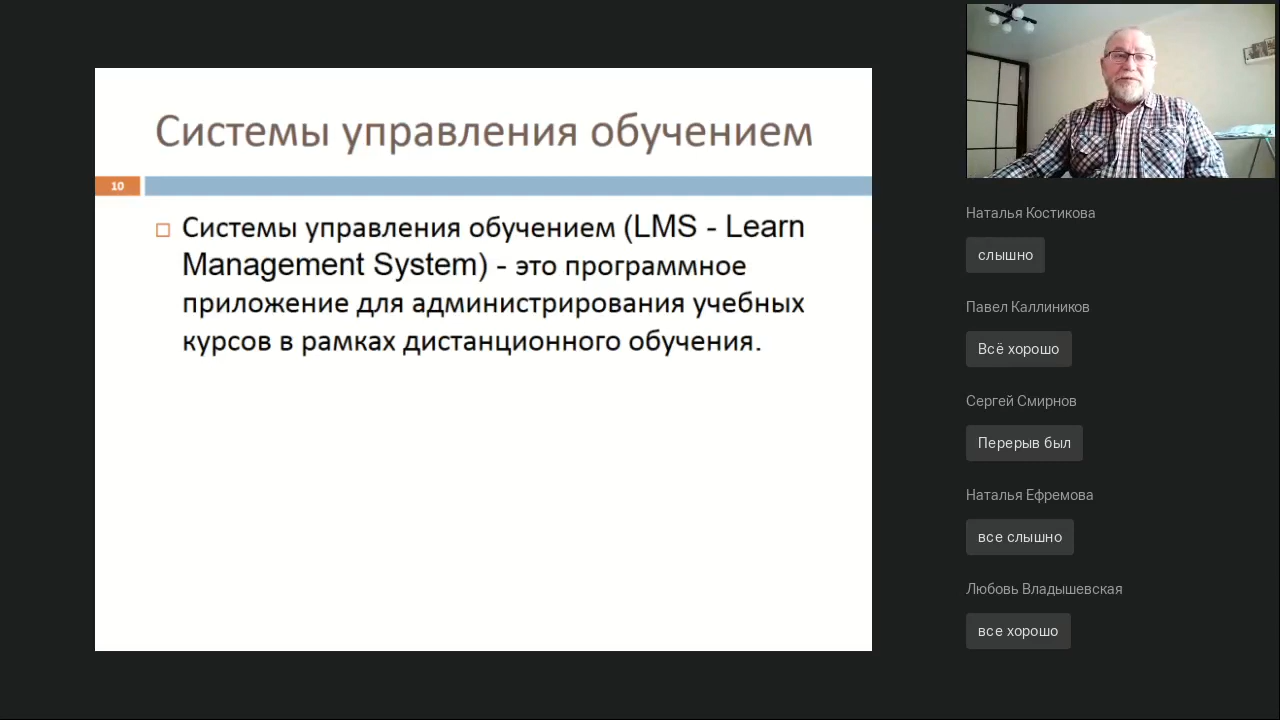 Системы управления обучением
10
Системы управления обучением (LMS - Learn
Management System) - это программное
приложение для администрирования учебных
курсов в рамках дистанционного обучения.
Наталья Костикова
слышно
Павел Каллиников
Всё хорошо
Сергей Смирнов
Перерыв был
Наталья Ефремова
все слышно
Любовь Владышевская
все хорошо